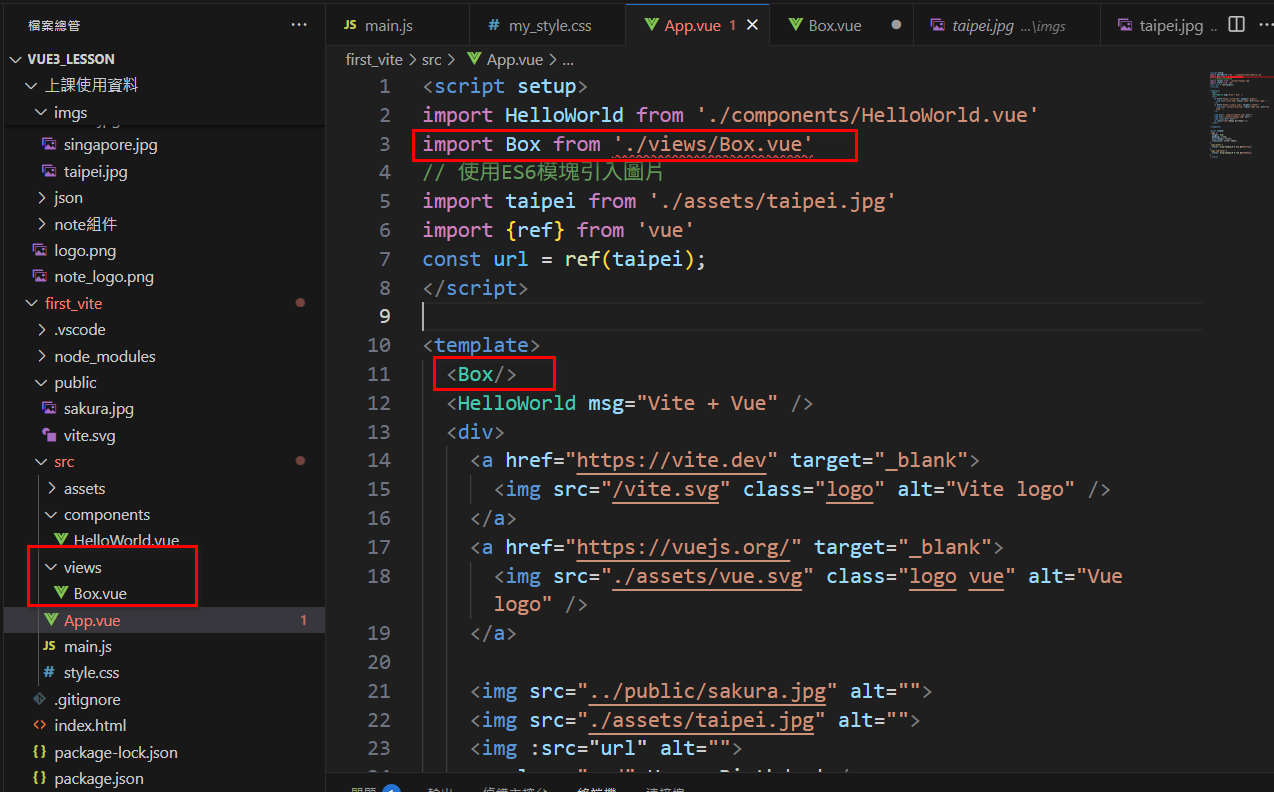 檔案總管
JS main.js
# my_style.css
App.vue 1
Box.vue
taipei.jpg ...\imgs
taipei.jpg ..
VUE3_LESSON
上課使用資料
imgs
singapore.jpg
taipei.jpg
json
note組件
logo.png
note_logo.png
first_vite
.vscode
node_modules
public
sakura.jpg
vite.svg
src
assets
components
HelloWorld.vue
views
Box.vue
App.vue 1
JS main.js
# style.css
.gitignore
<> index.html
{} package-lock.json
{} package.json
first_vite > src > App.vue > ...
1 <script setup>
2 import HelloWorld from './components/HelloWorld.vue'
3 import Box from './views/Box.vue'
4 // 使用ES6模塊引入圖片
5 import taipei from './assets/taipei.jpg'
6 import {ref} from 'vue'
7 const url = ref(taipei);
8 </script>
9
10 <template>
11 <Box/>
12 <HelloWorld msg="Vite + Vue" />
13 <div>
14 <a href="https://vite.dev" target="_blank">
15 <img src="/vite.svg" class="logo" alt="Vite logo" />
16 </a>
17 <a href="https://vuejs.org/" target="_blank">
18 <img src="./assets/vue.svg" class="logo vue" alt="Vue
logo" />
19 </a>
20
21 <img src="../public/sakura.jpg" alt="">
22 <img src="./assets/taipei.jpg" alt="">
23 <img :src="url" alt="">